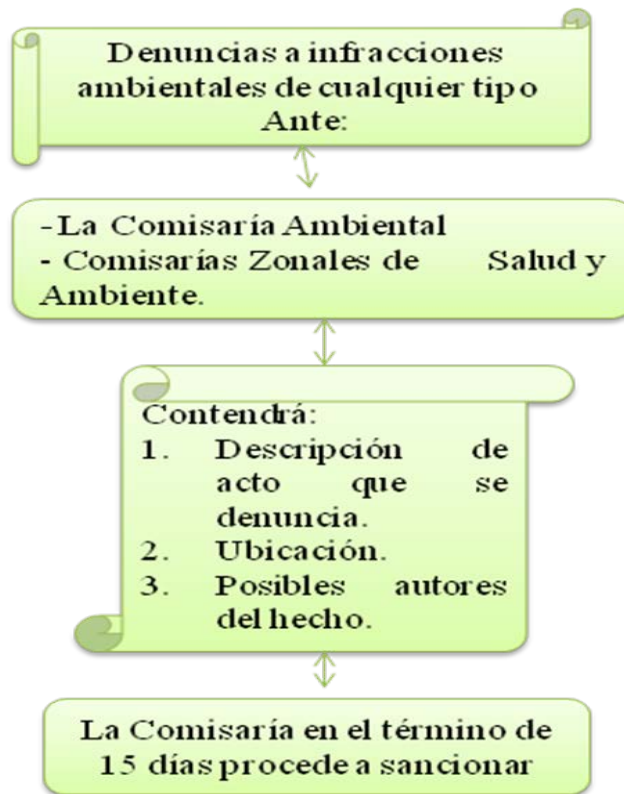 Denuncias a infracciones
ambientales de cualquier tipo
Ante:
- La Comisaría Ambiental
- Comisarías Zonales de Salud y
Ambiente.
Contendrá:
1. Descripción de
acto que se
denuncia.
2. Ubicación.
3. Posibles autores
del hecho.
La Comisaría en el término de
15 días procede a sancionar